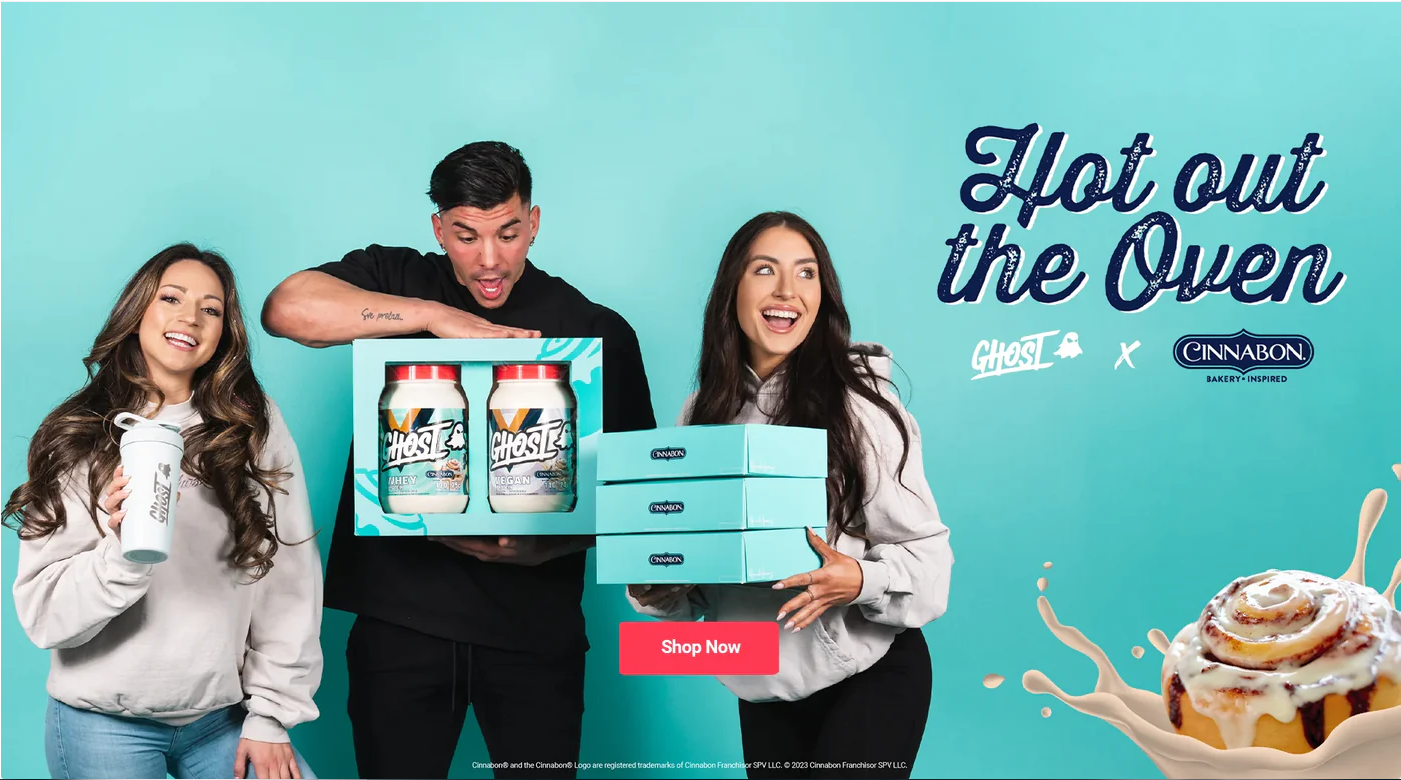 Hot out
the Oven
GHOST X CINNABON.
BAKERY • INSPIRED
GHOST
GHOST
WHEY
CINNABON
GHOST
VEGAN
CINNABON
CINNABON
CINNABON
CINNABON
Shop Now
Cinnabon® and the Cinnabon® Logo are registered trademarks of Cinnabon Franchisor SPV LLC. © 2023 Cinnabon Franchisor SPV LLC.